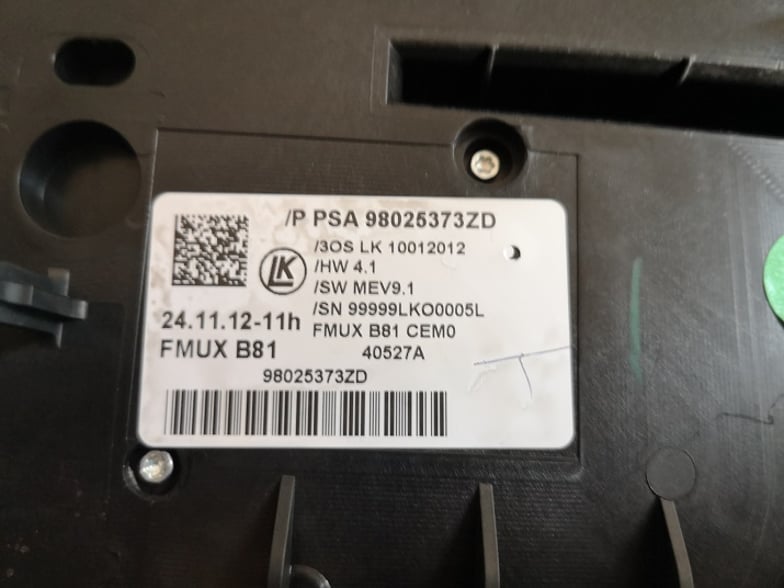 /P PSA 98025373ZD
/3OS LK 10012012
LK
/HW 4.1
/SW MEV9.1
/SN 99999LKO0005L
24.11.12-11h
FMUX B81 CEM0
FMUX B81
40527A
98025373ZD